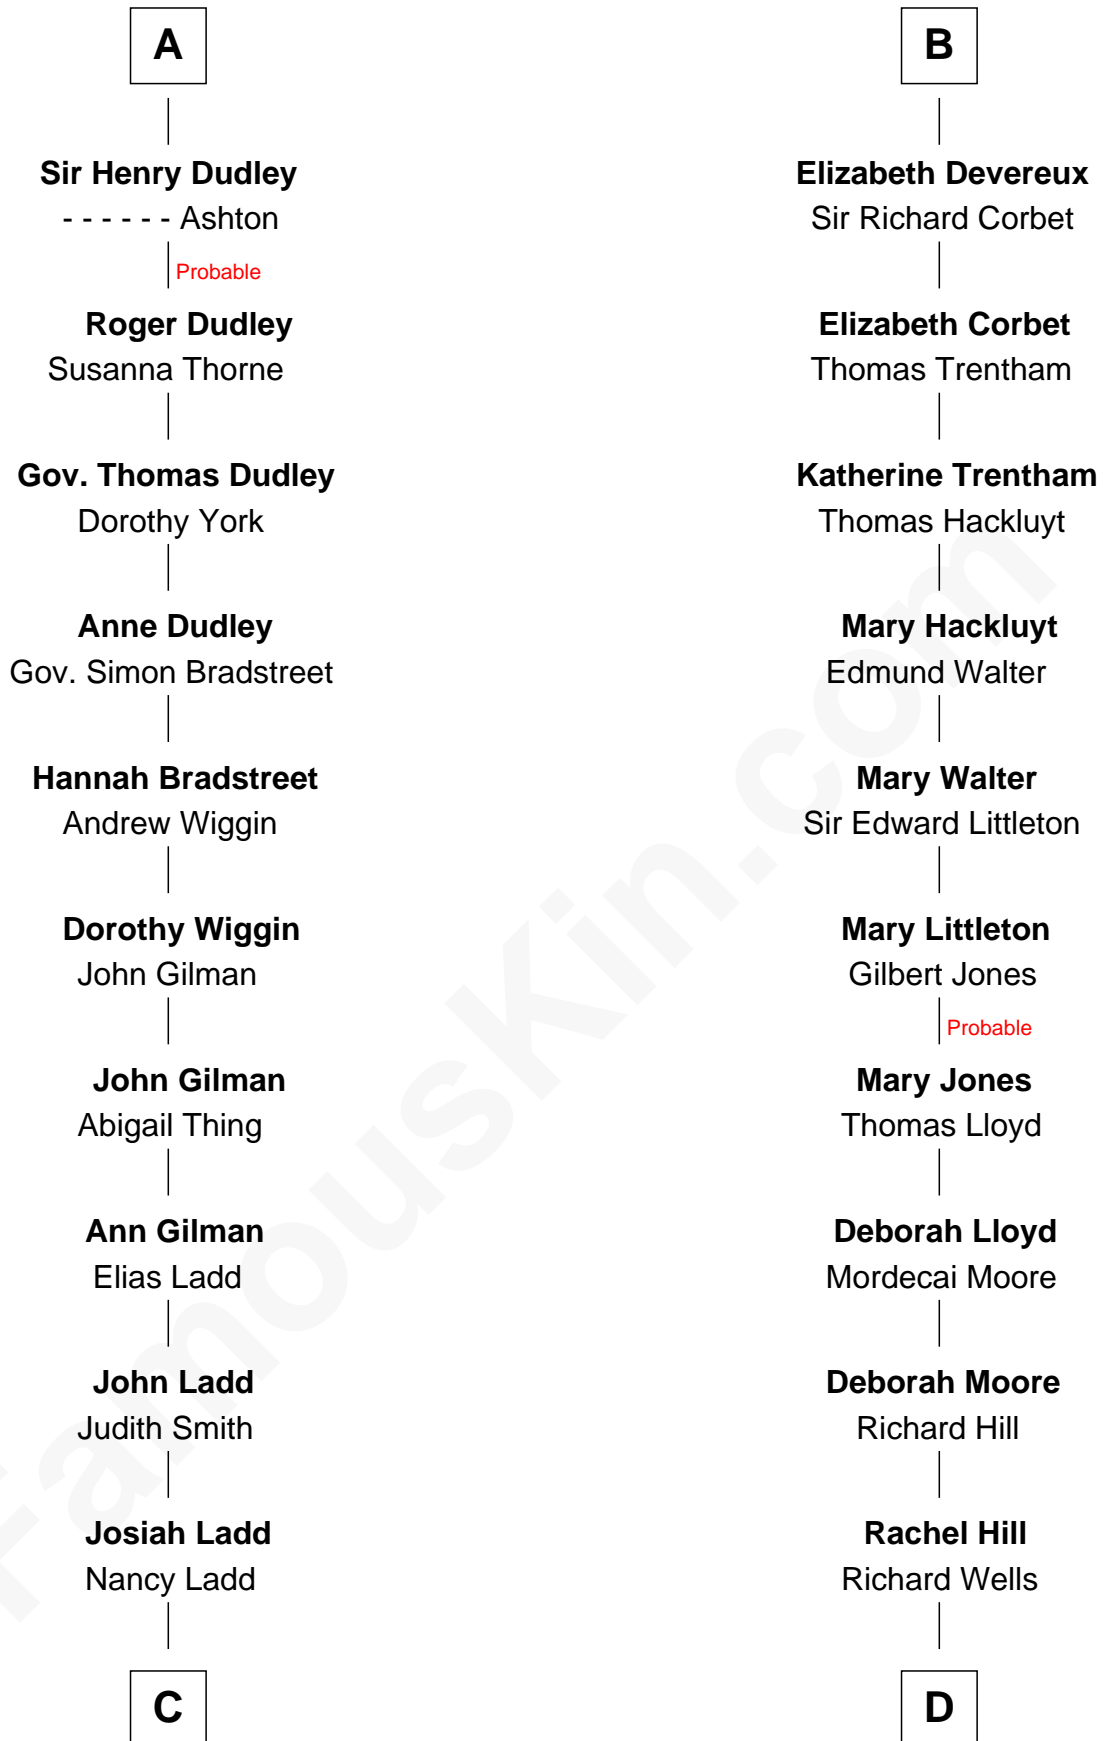 A
Sir Henry Dudley
- - - - - - Ashton
Probable
Roger Dudley
Susanna Thorne
Gov. Thomas Dudley
Dorothy York
Anne Dudley
Gov. Simon Bradstreet
Hannah Bradstreet
Andrew Wiggin
Dorothy Wiggin
John Gilman
John Gilman
Abigail Thing
Ann Gilman
Elias Ladd
John Ladd
Judith Smith
Josiah Ladd
Nancy Ladd
C
B
Elizabeth Devereux
Sir Richard Corbet
Elizabeth Corbet
Thomas Trentham
Katherine Trentham
Thomas Hackluyt
Mary Hackluyt
Edmund Walter
Mary Walter
Sir Edward Littleton
Mary Littleton
Gilbert Jones
Probable
Mary Jones
Thomas Lloyd
Deborah Lloyd
Mordecai Moore
Deborah Moore
Richard Hill
Rachel Hill
Richard Wells
D
FamousKin.com